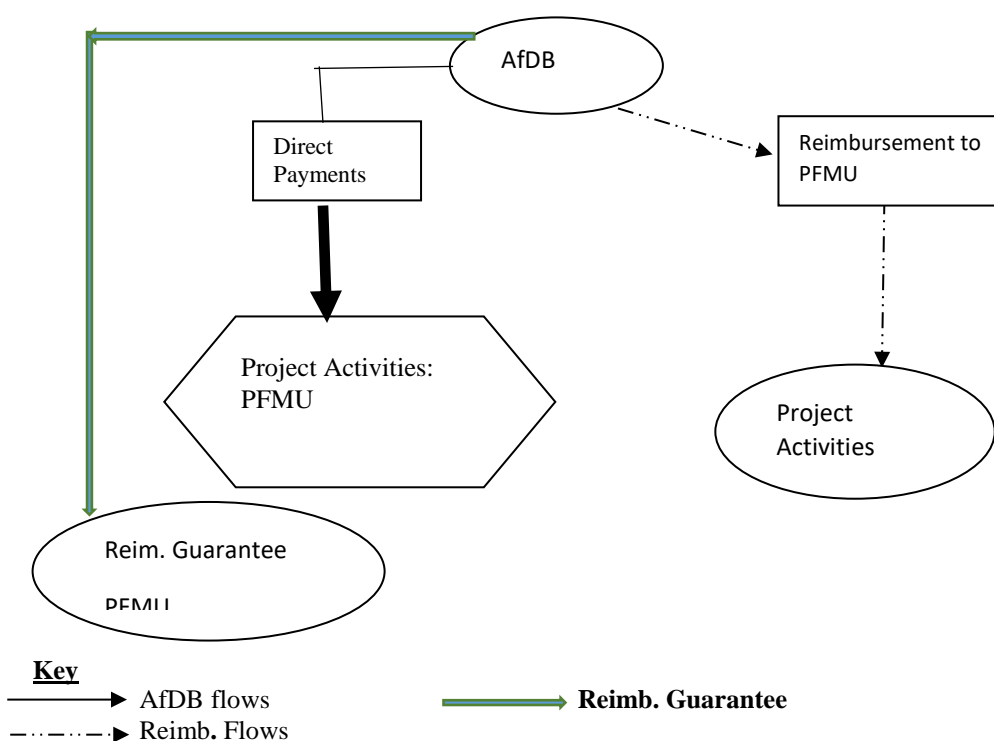 AfDB
Direct
Payments
Reimbursement to
PFMU
Project Activities:
PFMU
Project
Activities
Reim. Guarantee
PFMU
Key
AfDB flows
Reimb. Guarantee
Reimb. Flows